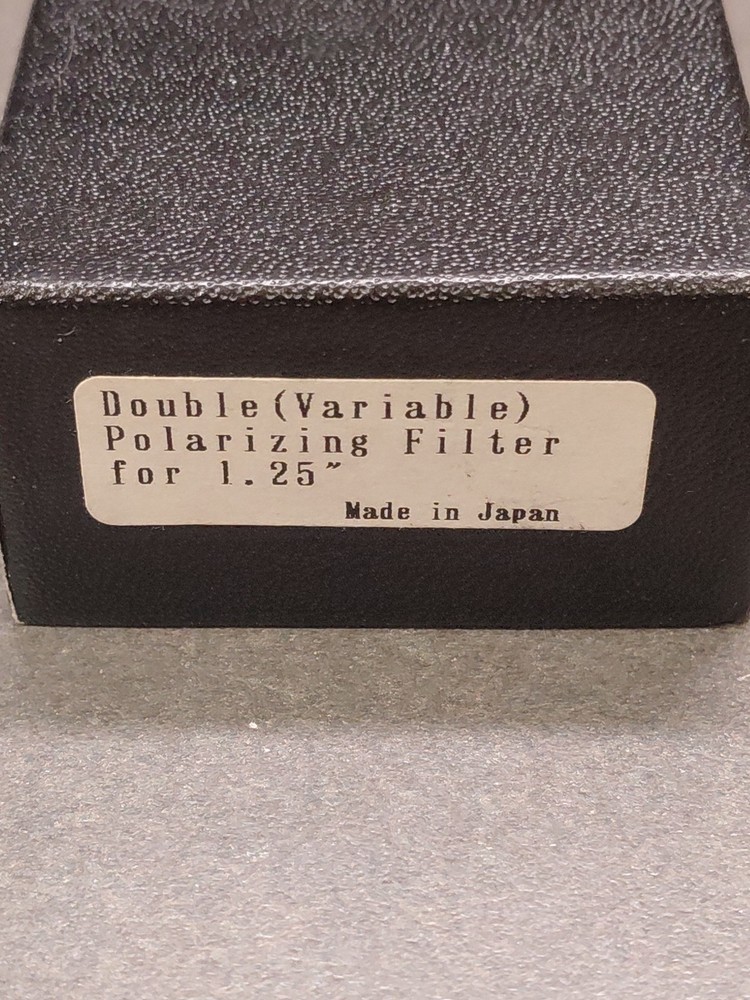 Double(Variable)
Polarizing Filter
for 1.25″
Made in Japan